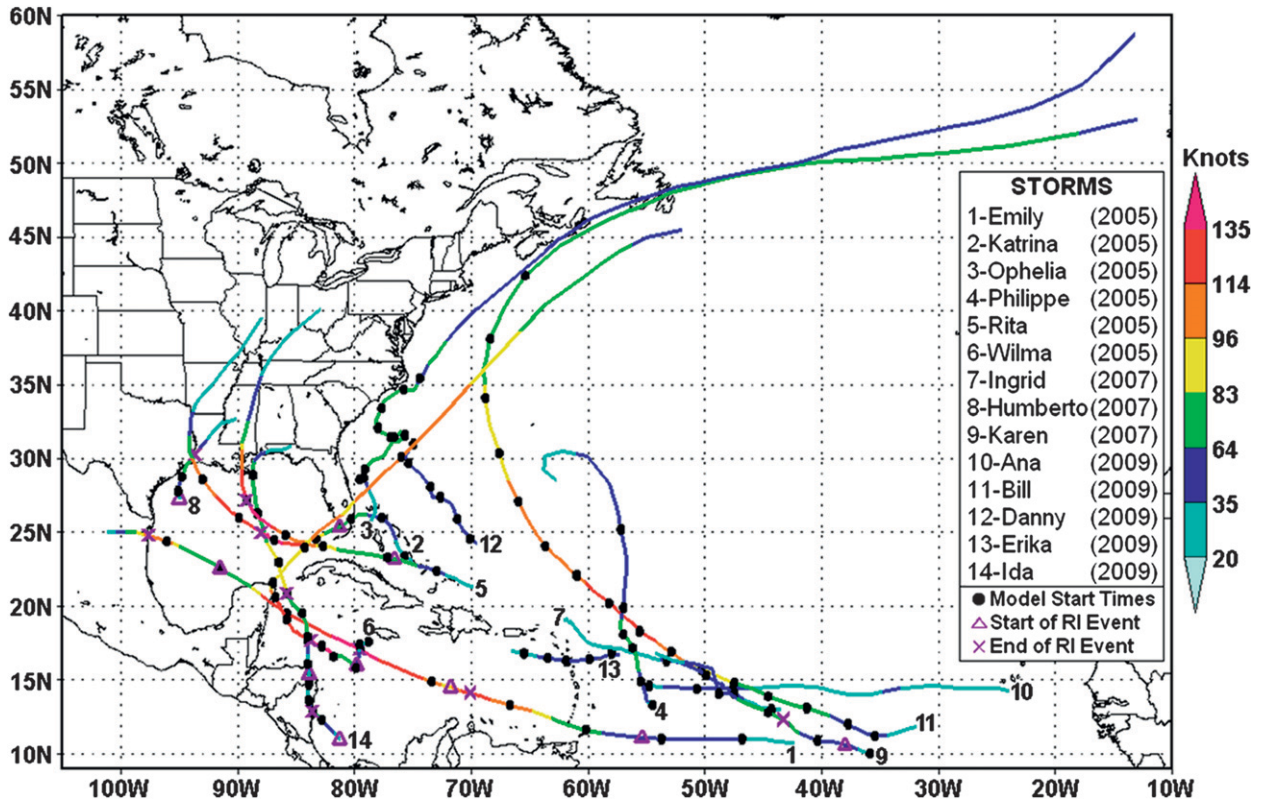 60N
55N
50N
45N
40N
35N
30N
25N
20N
15N
10N
100W 90W 80W 70W 60W 50W 40W 30W 20W 10W
STORMS
1-Emily (2005)
2-Katrina (2005)
3-Ophelia (2005)
4-Philippe (2005)
5-Rita (2005)
6-Wilma (2005)
7-Ingrid (2007)
8-Humberto (2007)
9-Karen (2007)
10-Ana (2009)
11-Bill (2009)
12-Danny (2009)
13-Erika (2009)
14-Ida (2009)
Model Start Times
Start of RI Event
End of RI Event
Knots
135
114
96
83
64
35
20
8
3
2
12
5
7
6
13
4
14
1
9
11
10